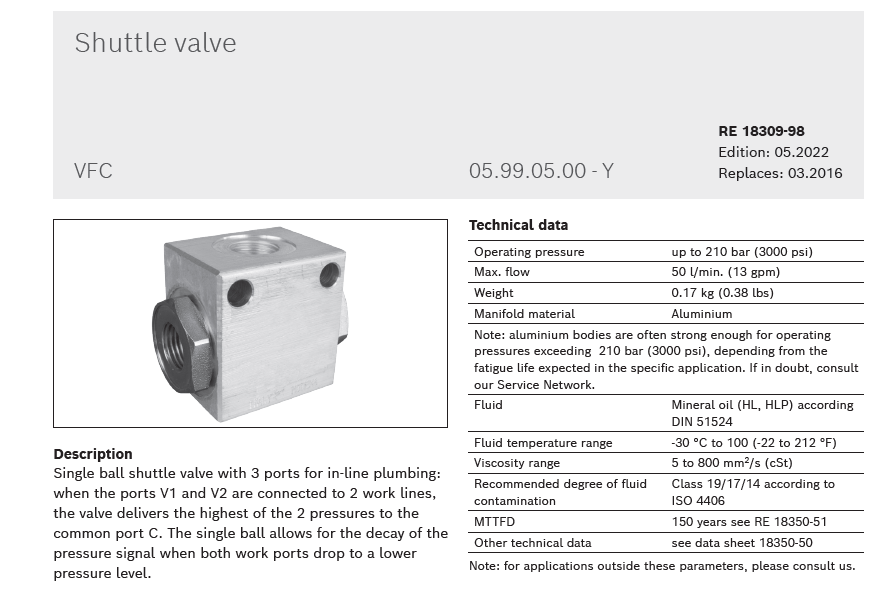 Shuttle valve
VFC
05.99.05.00 - Y
RE 18309-98
Edition: 05.2022
Replaces: 03.2016
Description
Single ball shuttle valve with 3 ports for in-line plumbing:
when the ports V1 and V2 are connected to 2 work lines,
the valve delivers the highest of the 2 pressures to the
common port C. The single ball allows for the decay of the
pressure signal when both work ports drop to a lower
pressure level.
Technical data
Operating pressure up to 210 bar (3000 psi)
Max. flow 50 l/min. (13 gpm)
Weight 0.17 kg (0.38 lbs)
Manifold material Aluminium
Note: aluminium bodies are often strong enough for operating
pressures exceeding 210 bar (3000 psi), depending from the
fatigue life expected in the specific application. If in doubt, consult
our Service Network.
Fluid Mineral oil (HL, HLP) according
DIN 51524
Fluid temperature range -30 °C to 100 (-22 to 212 °F)
Viscosity range 5 to 800 mm²/s (cSt)
Recommended degree of fluid Class 19/17/14 according to
contamination ISO 4406
MTTFD 150 years see RE 18350-51
Other technical data see data sheet 18350-50
Note: for applications outside these parameters, please consult us.